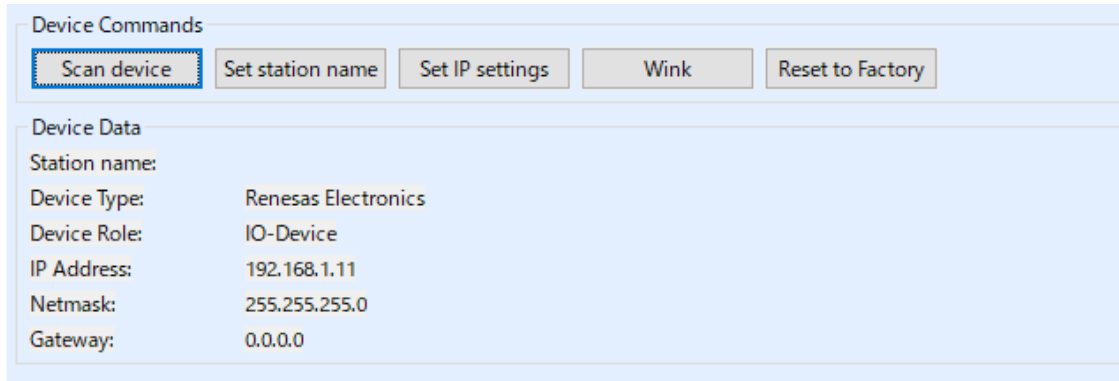 Device Commands
Scan device Set station name Set IP settings Wink Reset to Factory
Device Data
Station name:
Device Type: Renesas Electronics
Device Role: IO-Device
IP Address: 192.168.1.11
Netmask: 255.255.255.0
Gateway: 0.0.0.0